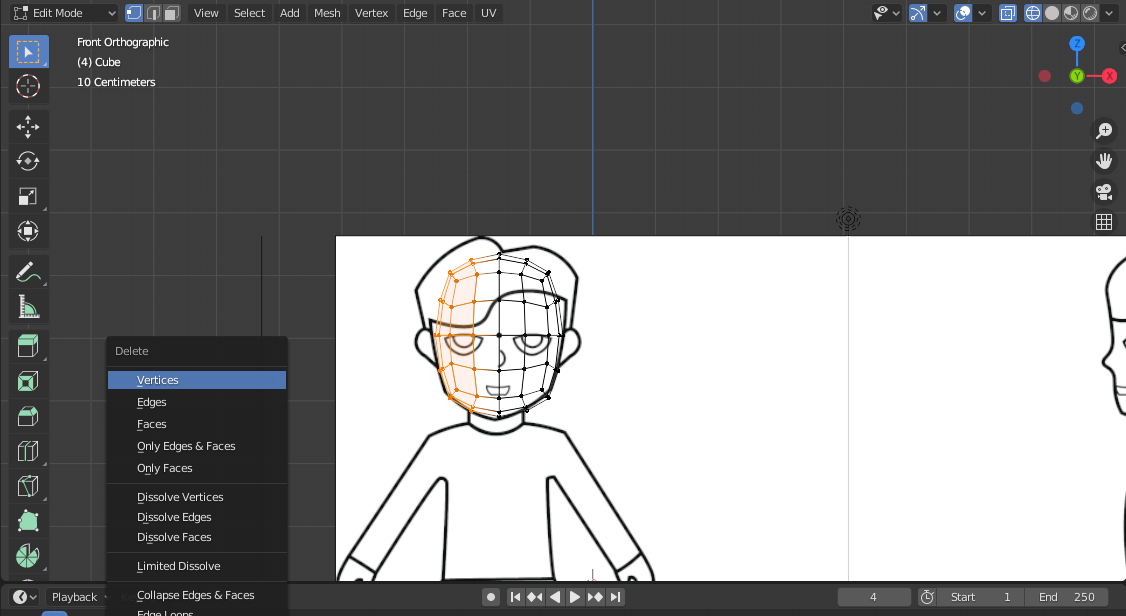 Edit Mode View Select Add Mesh Vertex Edge Face UV
Front Orthographic
(4) Cube
10 Centimeters
Z
Y
X
Delete
Vertices
Edges
Faces
Only Edges & Faces
Only Faces
Dissolve Vertices
Dissolve Edges
Dissolve Faces
Limited Dissolve
Collapse Edges & Faces
Edge Loops
Playback 4 Start 1 End 250